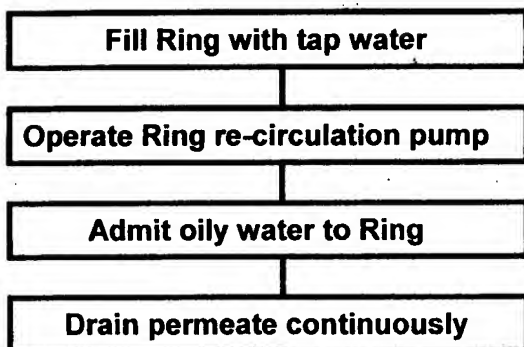 Fill Ring with tap water
Operate Ring re-circulation pump
Admit oily water to Ring
Drain permeate continuously